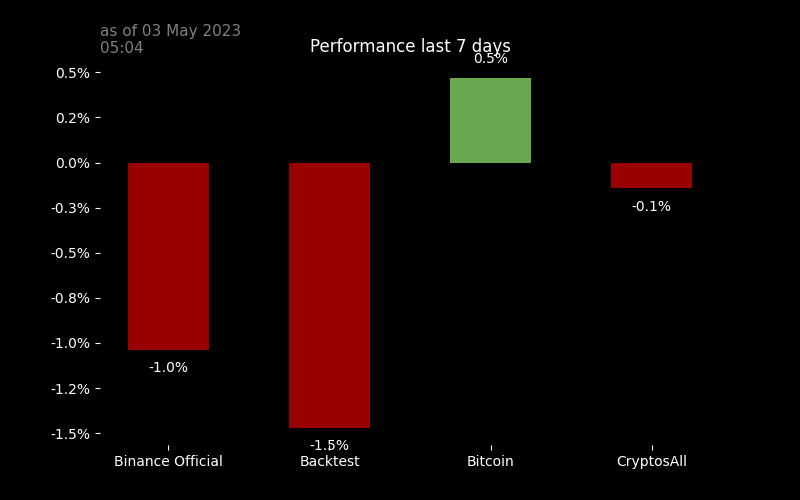 as of 03 May 2023
05:04
Performance last 7 days
0.5%
0.5%
0.2%
0.0%
-0.1%
-0.3%
-0.5%
-0.8%
-1.0%
-1.0%
-1.2%
-1.5%
-1.5%
Binance Official
Backtest
Bitcoin
CryptosAll